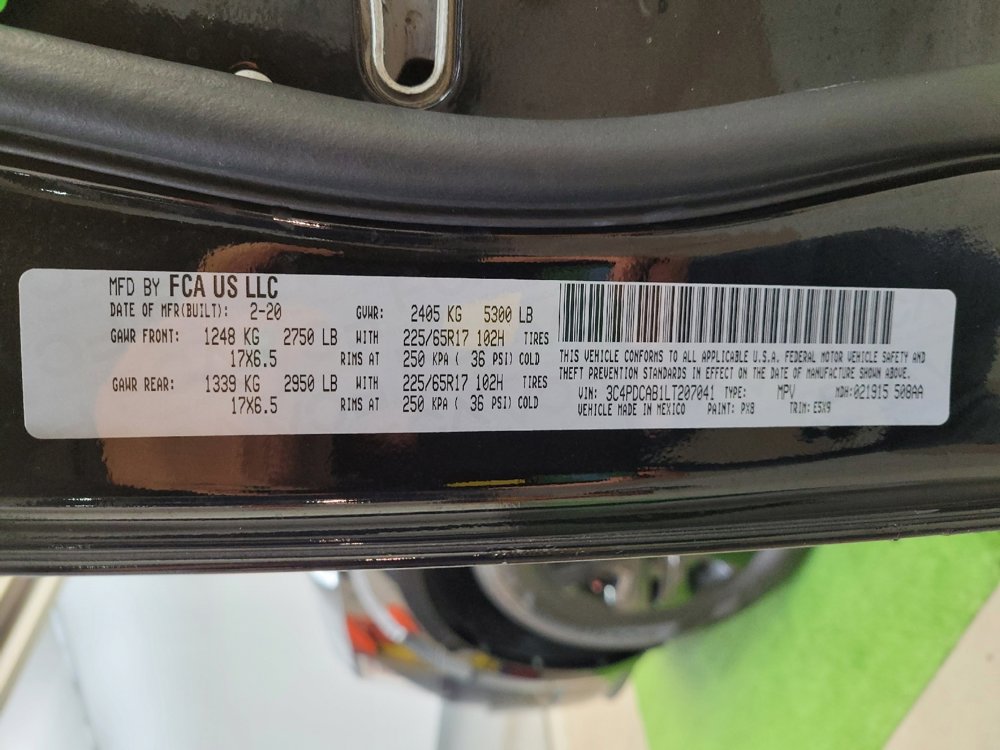 MFD BY FCA US LLC
DATE OF MFR(BUILT): 2-20 GVWR: 2405 KG 5300 LB
GAWR FRONT: 1248 KG 2750 LB WITH 225/65R17 102H TIRES
17X6.5 RIMS AT 250 KPA ( 36 PSI) COLD
GAWR REAR: 1339 KG 2950 LB WITH 225/65R17 102H TIRES
17X6.5 RIMS AT 250 KPA ( 36 PSI) COLD
THIS VEHICLE CONFORMS TO ALL APPLICABLE U.S.A. FEDERAL MOTOR VEHICLE SAFETY AND
THEFT PREVENTION STANDARDS IN EFFECT ON THE DATE OF MANUFACTURE SHOWN ABOVE.
VIN: 3C4PDCAB1LT207041 TYPE: MPV MDH:021915 508AA
VEHICLE MADE IN MEXICO PAINT: PX8 TRIM: E5X9